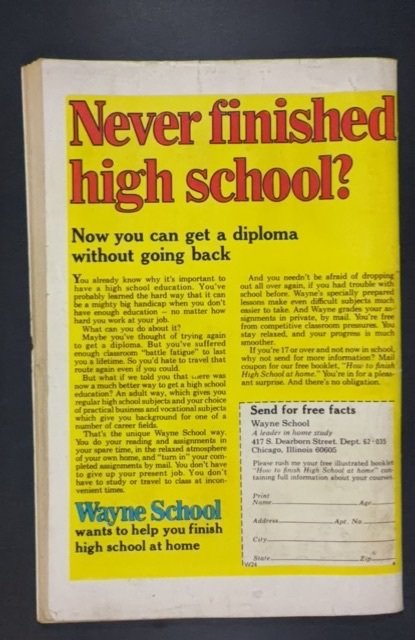 Never finished
high school?
Now you can get a diploma
without going back
You already know why it's important to
have a high school education. You've
probably learned the hard way that it can
be a mighty big handicap when you don't
have enough education — no matter how
hard you work at your job.
What can you do about it?
Maybe you've thought of trying again
to get a diploma. But you've suffered
enough classroom "battle fatigue" to last
you a lifetime. So you'd hate to travel that
route again even if you could.
But what if we told you that there was
now a much better way to get a high school
education? An adult way, which gives you
regular high school subjects and your choice
of practical business and vocational subjects
which give you background for one of a
number of career fields.
That's the unique Wayne School way.
You do your reading and assignments in
your spare time, in the relaxed atmosphere
of your own home, and "turn in" your com-
pleted assignments by mail. You don't have
to give up your present job. You don't
have to study or travel to class at incon-
venient times.
Wayne School
wants to help you finish
high school at home
And you needn't be afraid of dropping
out all over again, if you had trouble with
school before. Wayne's specially prepared
lessons make even difficult subjects much
easier to take. And Wayne grades your as-
signments in private, by mail. You're free
from competitive classroom pressures. You
stay relaxed, and your progress is much
smoother.
If you're 17 or over and not now in school,
why not send for more information? Mail
coupon for our free booklet, "How to finish
High School at home." You're in for a pleas-
ant surprise. And there's no obligation.
Send for free facts
Wayne School
A leader in home study
417 S. Dearborn Street. Dept. 62-035
Chicago, Illinois 60605
Please rush me your free illustrated booklet
"How to finish High School at home" con-
taining full information about your courses.
Print
Name Age
Address Apt. No.
City
State Zip
W24